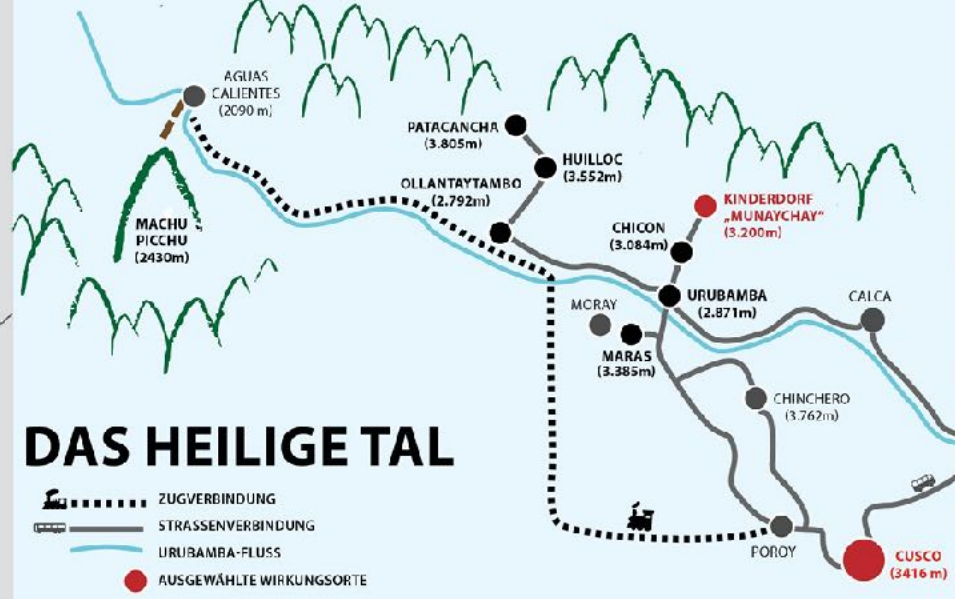 AGUAS
CALIENTES
(2090 m)
PATACANCHA
(3.805m)
HUILLOC
(3.552m)
OLLANTAYTAMBO
(2.792m)
KINDERDORF
„MUNAYCHAY“
(3.200m)
MACHU
PICCHU
(2430m)
CHICON
(3.084m)
URUBAMBA
(2.871m)
MORAY
CALCA
MARAS
(3.385m)
CHINCHERO
(3.762m)
DAS HEILIGE TAL
ZUGVERBINDUNG
STRASSENVERBINDUNG
URUBAMBA-FLUSS
AUSGEWÄHLTE WIRKUNGSORTE
POROY
CUSCO
(3416 m)